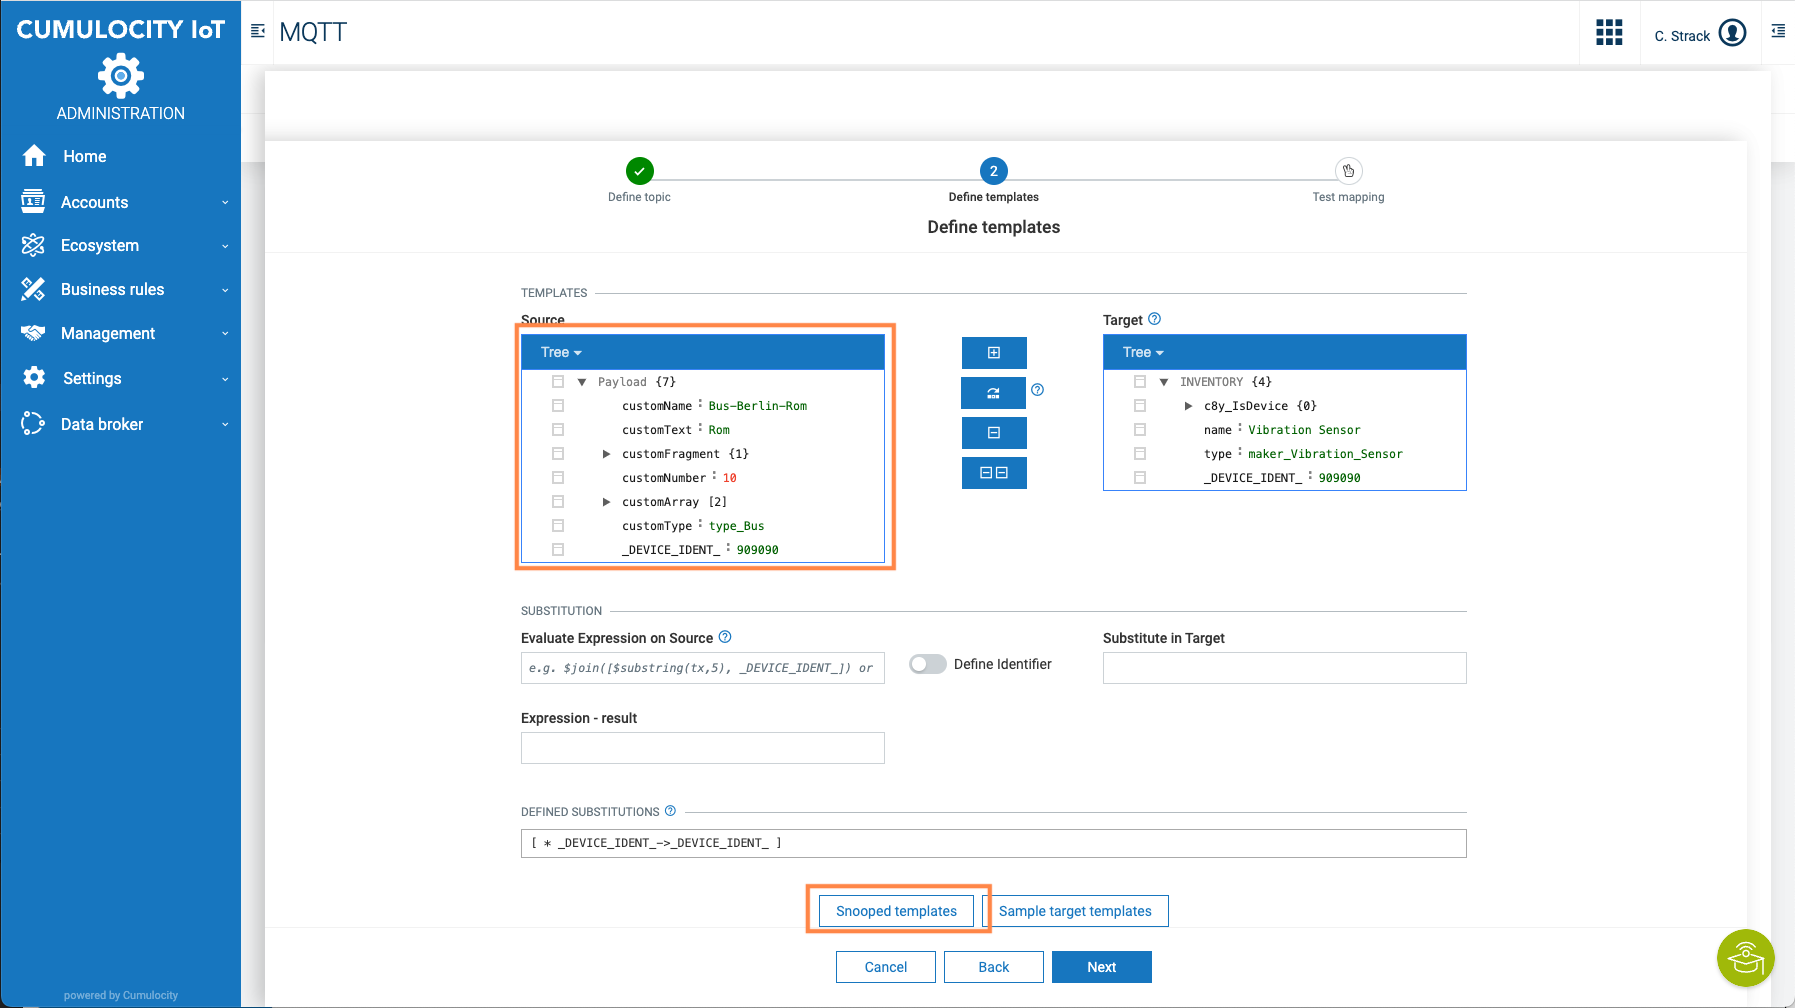 CUMULOCITY IoT
ADMINISTRATION
Home
Accounts
Ecosystem
Business rules
Management
Settings
Data broker
powered by Cumulocity
MQTT
C. Strack
2
Define topic
Define templates
Test mapping
Define templates
TEMPLATES
Source
Tree
Payload {7}
customName : Bus-Berlin-Rom
customText : Rom
customFragment {1}
customNumber : 10
customArray [2]
customType : type_Bus
_DEVICE_IDENT_ : 909090
Target
Tree
INVENTORY {4}
c8y_IsDevice {0}
name : Vibration Sensor
type : maker_Vibration_Sensor
_DEVICE_IDENT_ : 909090
SUBSTITUTION
Evaluate Expression on Source
e.g. $join([$substring(tx,5), _DEVICE_IDENT_]) or
Define Identifier
Substitute in Target
Expression - result
DEFINED SUBSTITUTIONS
[ * _DEVICE_IDENT_->_DEVICE_IDENT_ ]
Snooped templates
Sample target templates
Cancel
Back
Next